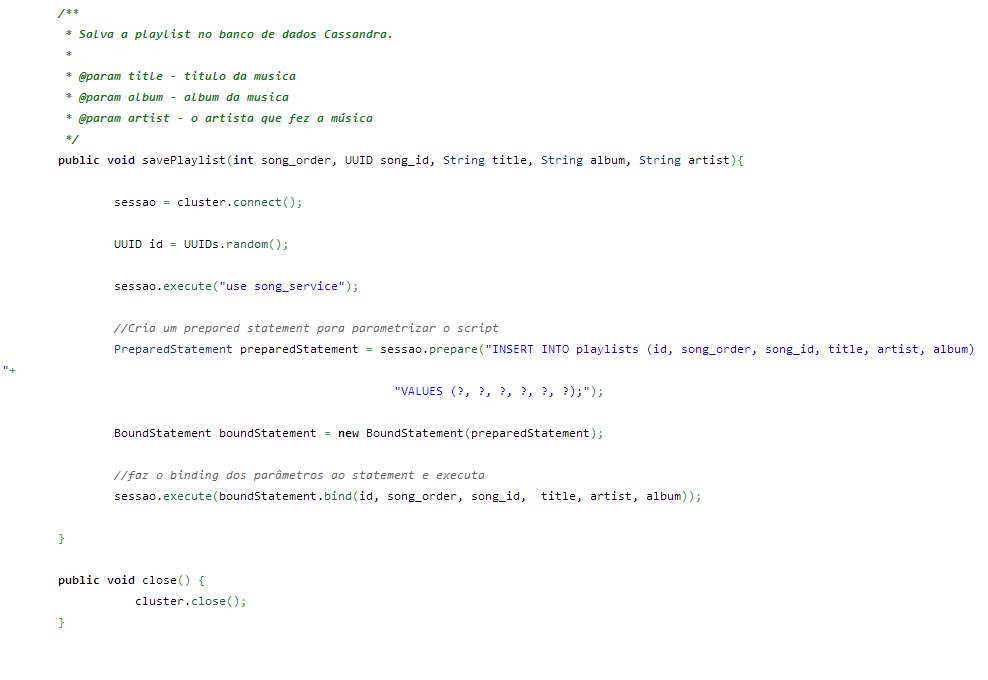 /**
 * Salva a playlist no banco de dados Cassandra.
 *
 * @param title - titulo da musica
 * @param album - album da musica
 * @param artist - o artista que fez a música
 */
public void savePlaylist(int song_order, UUID song_id, String title, String album, String artist){
sessao = cluster.connect();
UUID id = UUIDs.random();
sessao.execute("use song_service");
//Cria um prepared statement para parametrizar o script
PreparedStatement preparedStatement = sessao.prepare("INSERT INTO playlists (id, song_order, song_id, title, artist, album)
"+
"VALUES (?, ?, ?, ?, ?, ?);");
BoundStatement boundStatement = new BoundStatement(preparedStatement);
//faz o binding dos parâmetros ao statement e executa
sessao.execute(boundStatement.bind(id, song_order, song_id,  title, artist, album));
}
public void close() {
cluster.close();
}